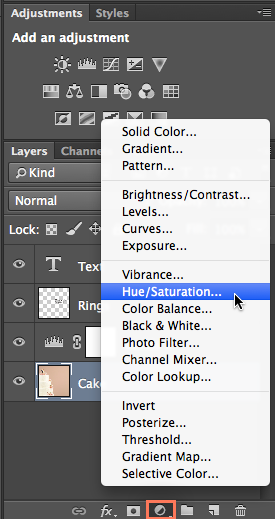 Adjustments Styles
Add an adjustment
Layers Channe
Kind
Normal
Lock:
T Text
Ring
Cake
Solid Color...
Gradient...
Pattern...
Brightness/Contrast...
Levels...
Curves...
Exposure...
Vibrance...
Hue/Saturation...
Color Balance...
Black & White...
Photo Filter...
Channel Mixer...
Color Lookup...
Invert
Posterize...
Threshold...
Gradient Map...
Selective Color...
fx